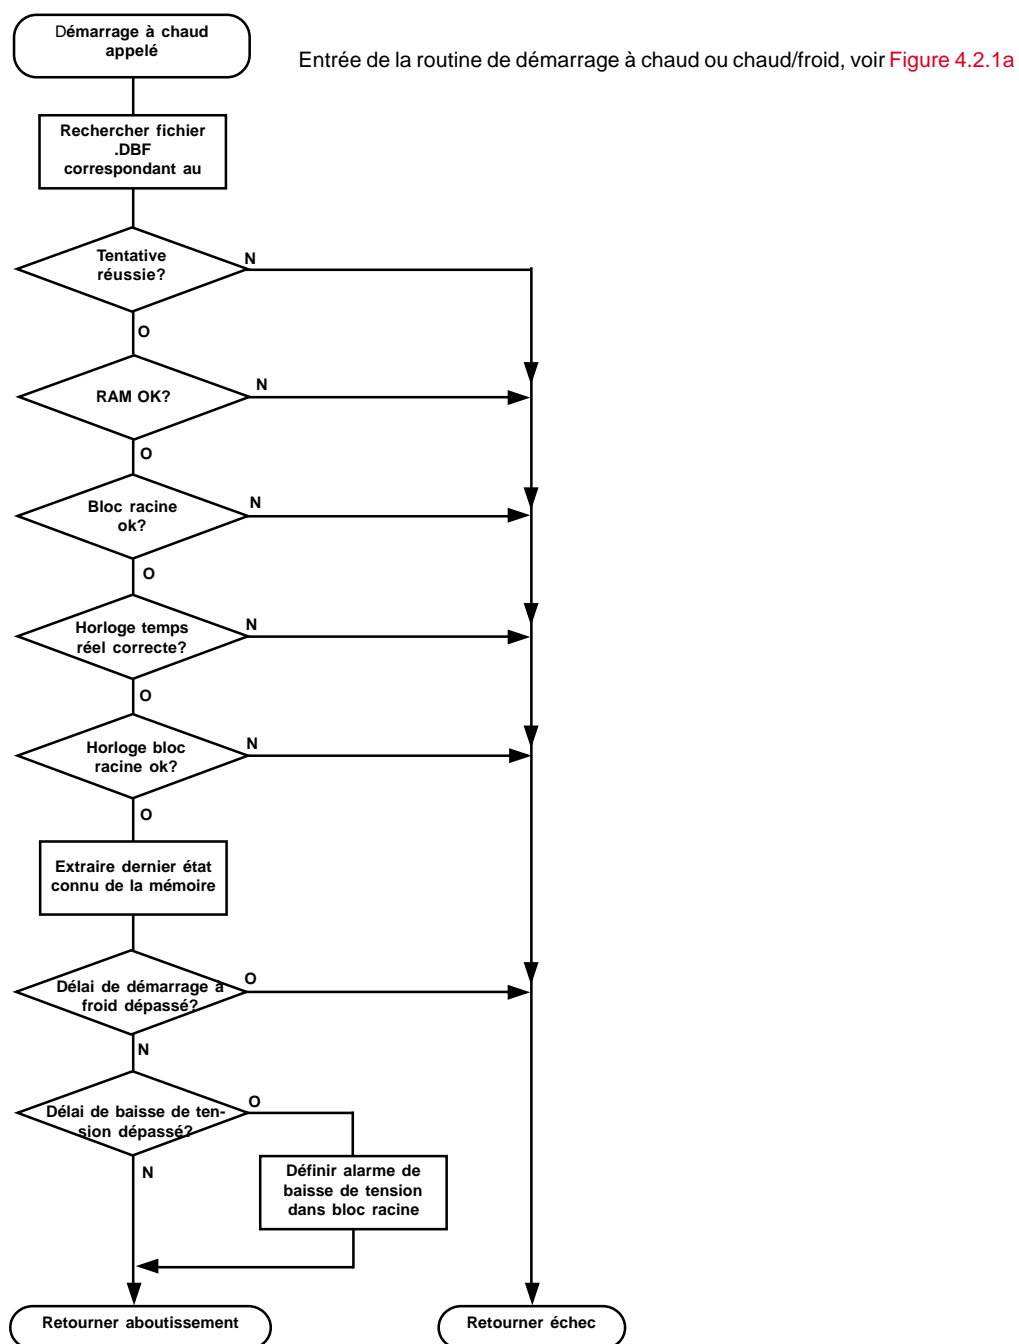 Démarrage à chaud
appelé
Entrée de la routine de démarrage à chaud ou chaud/froid, voir Figure 4.2.1a
Rechercher fichier
.DBF
correspondant au
Tentative
réussie?
N
O
RAM OK?
N
O
Bloc racine
ok?
N
O
Horloge temps
réel correcte?
N
O
Horloge bloc
racine ok?
N
O
Extraire dernier état
connu de la mémoire
Délai de démarrage à
froid dépassé?
O
N
Délai de baisse de ten-
sion dépassé?
O
N
Définir alarme de
baisse de tension
dans bloc racine
Retourner aboutissement
Retourner échec